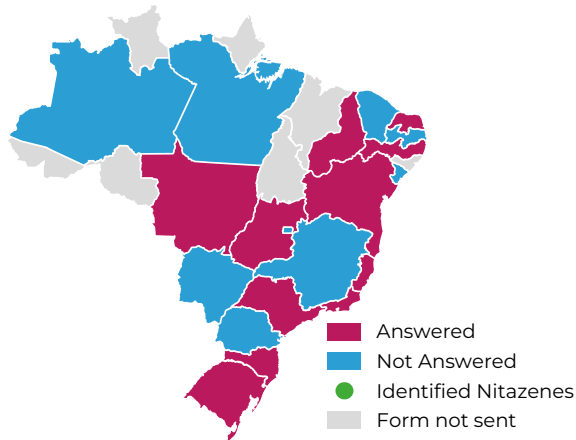 Answered
Not Answered
Identified Nitazenes
Form not sent